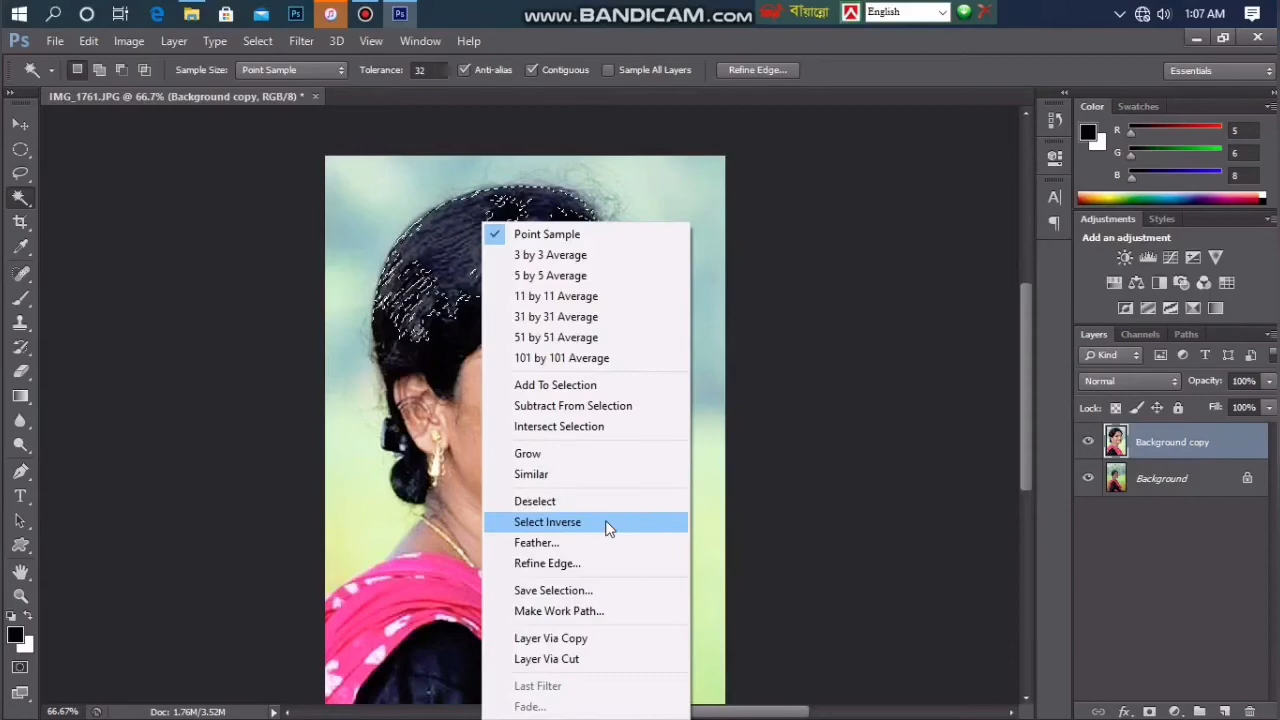 WWW.BANDICAM.COM
বায়ান্নো
English
1:07 AM
Ps
File Edit Image Layer Type Select Filter 3D View Window Help
Sample Size: Point Sample Tolerance: 32 Anti-alias Contiguous Sample All Layers Refine Edge... Essentials
IMG_1761.JPG @ 66.7% (Background copy, RGB/8) * ×
Color Swatches
R 5
G 6
B 8
Adjustments Styles
Add an adjustment
Layers Channels Paths
Kind
Normal Opacity: 100%
Lock: Fill: 100%
Background copy
Background
Point Sample
3 by 3 Average
5 by 5 Average
11 by 11 Average
31 by 31 Average
51 by 51 Average
101 by 101 Average
Add To Selection
Subtract From Selection
Intersect Selection
Grow
Similar
Deselect
Select Inverse
Feather...
Refine Edge...
Save Selection...
Make Work Path...
Layer Via Copy
Layer Via Cut
Last Filter
Fade...
66.67% Doc: 1.76M/3.52M
fx